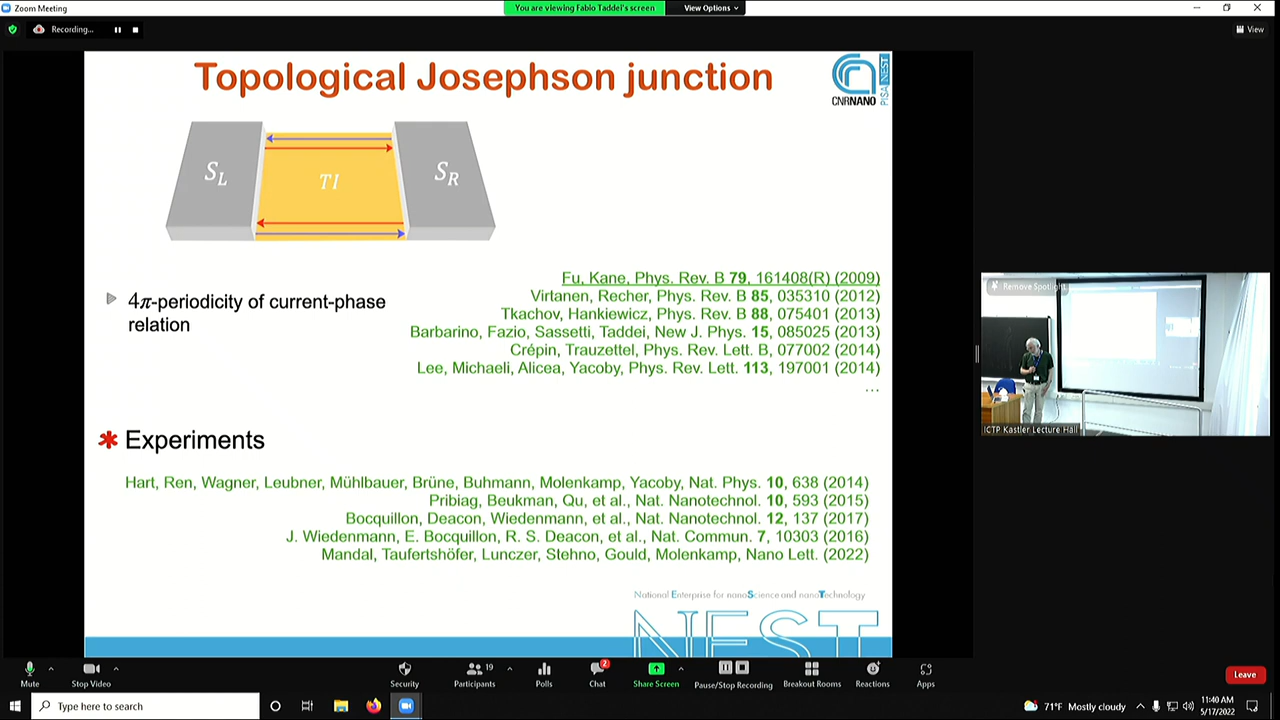 Zoom Meeting
You are viewing Fabio Taddei's screen
View Options
Recording...
View
Topological Josephson junction
CNRNANO
PISA NEST
S_L
TI
S_R
4π-periodicity of current-phase
relation
Fu, Kane, Phys. Rev. B 79, 161408(R) (2009)
Virtanen, Recher, Phys. Rev. B 85, 035310 (2012)
Tkachov, Hankiewicz, Phys. Rev. B 88, 075401 (2013)
Barbarino, Fazio, Sassetti, Taddei, New J. Phys. 15, 085025 (2013)
Crépin, Trauzettel, Phys. Rev. Lett. B, 077002 (2014)
Lee, Michaeli, Alicea, Yacoby, Phys. Rev. Lett. 113, 197001 (2014)
...
Remove Spotlight
ICTP Kastler Lecture Hall
Experiments
Hart, Ren, Wagner, Leubner, Mühlbauer, Brüne, Buhmann, Molenkamp, Yacoby, Nat. Phys. 10, 638 (2014)
Pribiag, Beukman, Qu, et al., Nat. Nanotechnol. 10, 593 (2015)
Bocquillon, Deacon, Wiedenmann, et al., Nat. Nanotechnol. 12, 137 (2017)
J. Wiedenmann, E. Bocquillon, R. S. Deacon, et al., Nat. Commun. 7, 10303 (2016)
Mandal, Taufertshöfer, Lunczer, Stehno, Gould, Molenkamp, Nano Lett. (2022)
National Enterprise for nanoScience and nanoTechnology
NEST
Mute
Stop Video
Security
Participants
19
Polls
Chat
2
Share Screen
Pause/Stop Recording
Breakout Rooms
Reactions
Apps
Leave
Type here to search
71°F Mostly cloudy
11:40 AM
5/17/2022